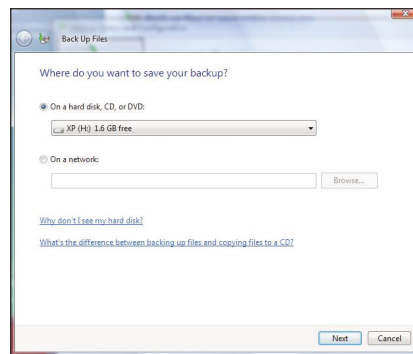 Back Up Files
Where do you want to save your backup?
On a hard disk, CD, or DVD:
XP (H:) 1.6 GB free
On a network:
Browse...
Why don't I see my hard disk?
What's the difference between backing up files and copying files to a CD?
Next
Cancel